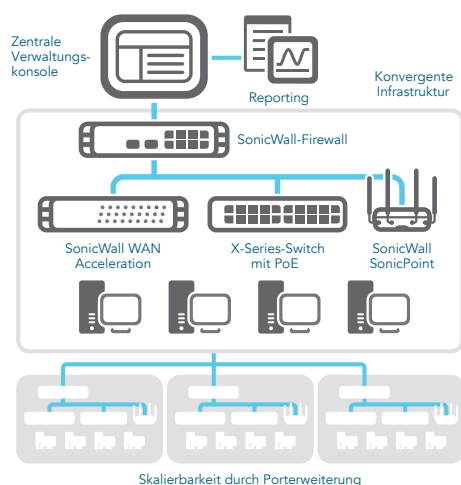 Zentrale
Verwaltungs-
konsole
Reporting
Konvergente
Infrastruktur
SonicWall-Firewall
SonicWall WAN
Acceleration
X-Series-Switch
mit PoE
SonicWall
SonicPoint
Skalierbarkeit durch Porterweiterung